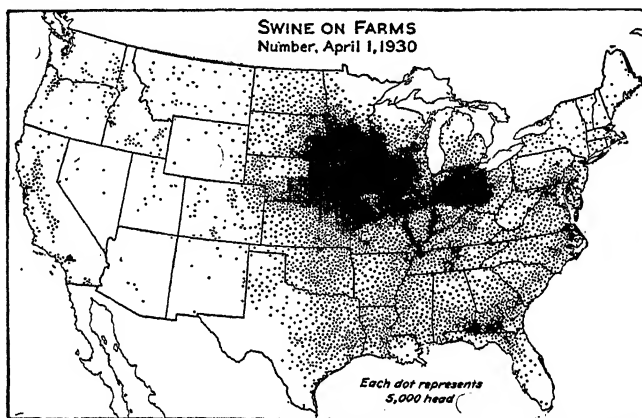 SWINE ON FARMS
Number, April 1, 1930
Each dot represents
5,000 head